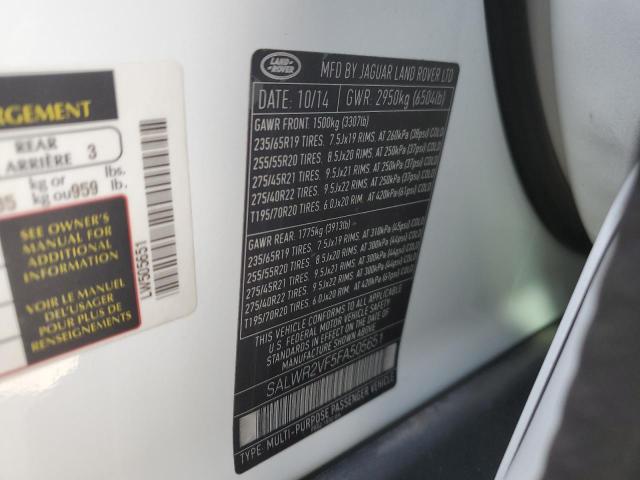 RGEMENT
REAR
ARRIÈRE 3
kg or lbs.
kg ou 959 lb.
SEE OWNER'S
MANUAL FOR
ADDITIONAL
INFORMATION
VOIR LE MANUEL
DE L'USAGER
POUR PLUS DE
RENSEIGNEMENTS
LW505651
LAND
ROVER
MFD BY JAGUAR LAND ROVER LTD
DATE: 10/14 GWR: 2950kg (6504lb)
GAWR FRONT: 1500kg (3307lb)
235/65R19 TIRES. 7.5Jx19 RIMS, AT 260kPa (38psi) COLD
255/55R20 TIRES. 8.5Jx20 RIMS, AT 250kPa (37psi) COLD
275/45R21 TIRES. 9.5Jx21 RIMS, AT 250kPa (37psi) COLD
275/40R22 TIRES. 9.5Jx22 RIMS, AT 250kPa (37psi) COLD
T195/70R20 TIRES. 6.0Jx20 RIM, AT 420kPa (61psi) COLD
GAWR REAR: 1775kg (3913lb)
235/65R19 TIRES. 7.5Jx19 RIMS, AT 310kPa (45psi) COLD
255/55R20 TIRES. 8.5Jx20 RIMS, AT 300kPa (44psi) COLD
275/45R21 TIRES. 9.5Jx21 RIMS, AT 300kPa (44psi) COLD
275/40R22 TIRES. 9.5Jx22 RIMS, AT 300kPa (44psi) COLD
T195/70R20 TIRES. 6.0Jx20 RIM, AT 420kPa (61psi) COLD
THIS VEHICLE CONFORMS TO ALL APPLICABLE
U.S. FEDERAL MOTOR VEHICLE SAFETY
STANDARDS IN EFFECT ON THE DATE OF
MANUFACTURE SHOWN ABOVE.
SALWR2VF5FA505651
TYPE: MULTI-PURPOSE PASSENGER VEHICLE